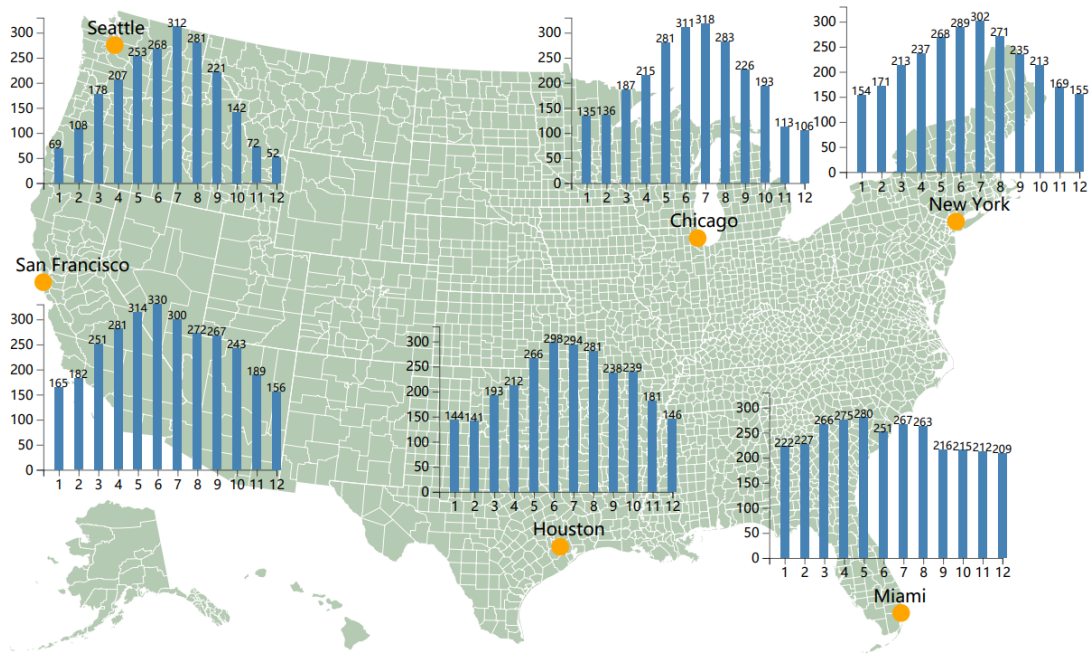 Seattle
300
250
200
150
100
50
0
69 108 178 207 253 268 312 281 221 142 72 52
1 2 3 4 5 6 7 8 9 10 11 12
300
250
200
150
100
50
0
135 136 187 215 281 311 318 283 226 193 113 106
1 2 3 4 5 6 7 8 9 10 11 12
Chicago
300
250
200
150
100
50
0
154 171 213 237 268 289 302 271 235 213 169 155
1 2 3 4 5 6 7 8 9 10 11 12
New York
San Francisco
300
250
200
150
100
50
0
165 182 251 281 314 330 300 272 267 243 189 156
1 2 3 4 5 6 7 8 9 10 11 12
300
250
200
150
100
50
0
144 141 193 212 266 298 294 281 238 239 181 146
1 2 3 4 5 6 7 8 9 10 11 12
Houston
300
250
200
150
100
50
0
222 227 266 275 280 251 267 263 216 215 212 209
1 2 3 4 5 6 7 8 9 10 11 12
Miami